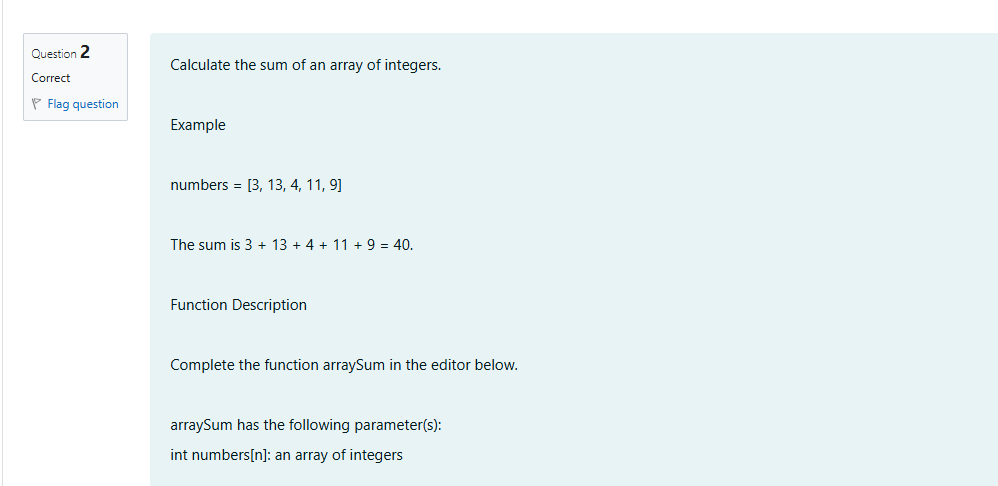 Question 2
Correct
Flag question
Calculate the sum of an array of integers.
Example
numbers = [3, 13, 4, 11, 9]
The sum is 3 + 13 + 4 + 11 + 9 = 40.
Function Description
Complete the function arraySum in the editor below.
arraySum has the following parameter(s):
int numbers[n]: an array of integers